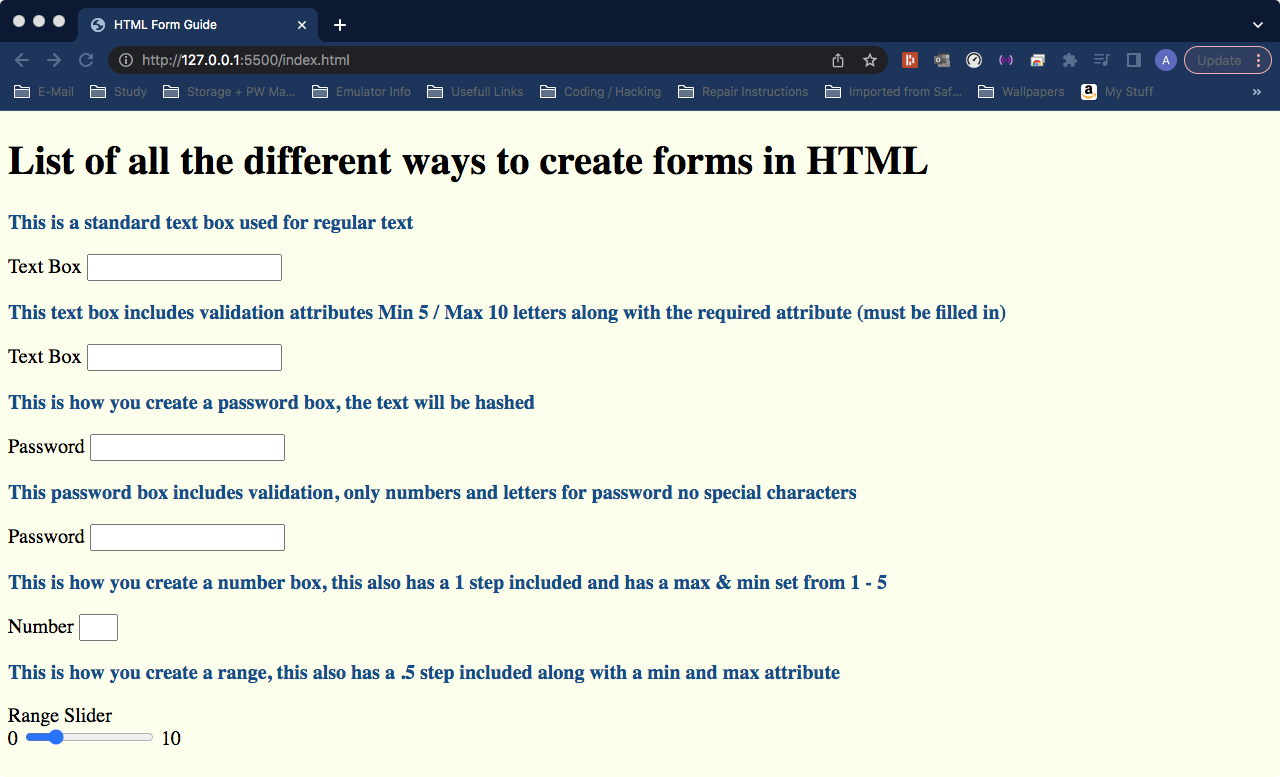 HTML Form Guide
http://127.0.0.1:5500/index.html
A
Update
E-Mail
Study
Storage + PW Ma...
Emulator Info
Usefull Links
Coding / Hacking
Repair Instructions
Imported from Saf...
Wallpapers
a
My Stuff
»
List of all the different ways to create forms in HTML
This is a standard text box used for regular text
Text Box
This text box includes validation attributes Min 5 / Max 10 letters along with the required attribute (must be filled in)
Text Box
This is how you create a password box, the text will be hashed
Password
This password box includes validation, only numbers and letters for password no special characters
Password
This is how you create a number box, this also has a 1 step included and has a max & min set from 1 - 5
Number
This is how you create a range, this also has a .5 step included along with a min and max attribute
Range Slider
0 10